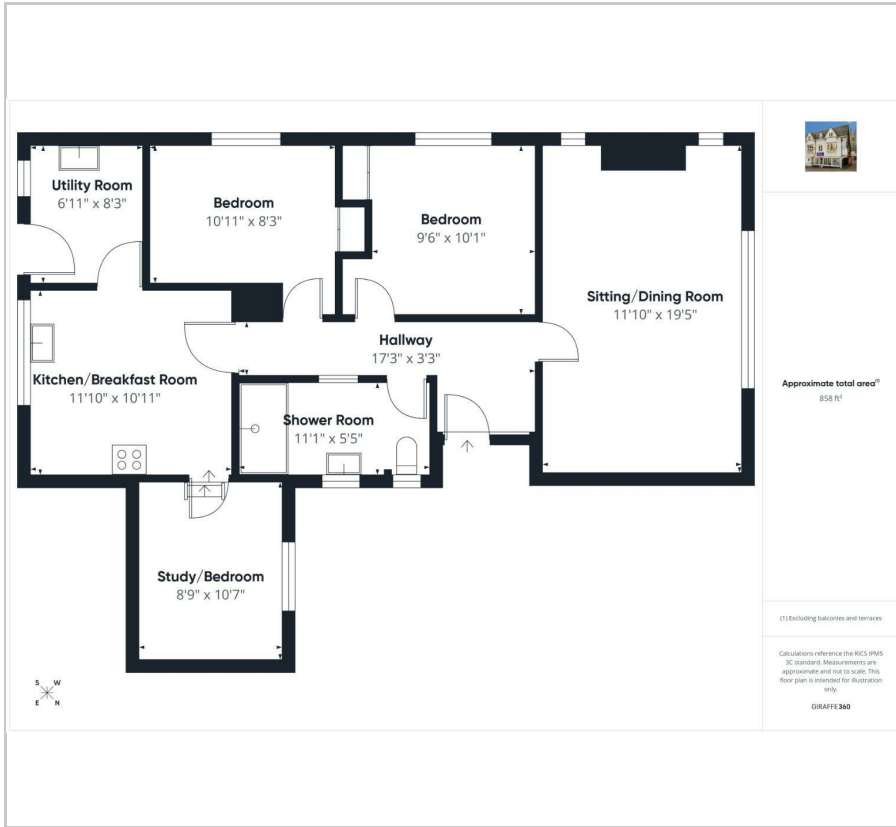 Utility Room
6'11" x 8'3"
Bedroom
10'11" x 8'3"
Bedroom
9'6" x 10'1"
Sitting/Dining Room
11'10" x 19'5"
Hallway
17'3" x 3'3"
Kitchen/Breakfast Room
11'10" x 10'11"
Shower Room
11'1" x 5'5"
Study/Bedroom
8'9" x 10'7"
S W
E N
Approximate total area(1)
858 ft²
(1) Excluding balconies and terraces
Calculations reference the RICS IPMS
3C standard. Measurements are
approximate and not to scale. This
floor plan is intended for illustration
only.
GIRAFFE360